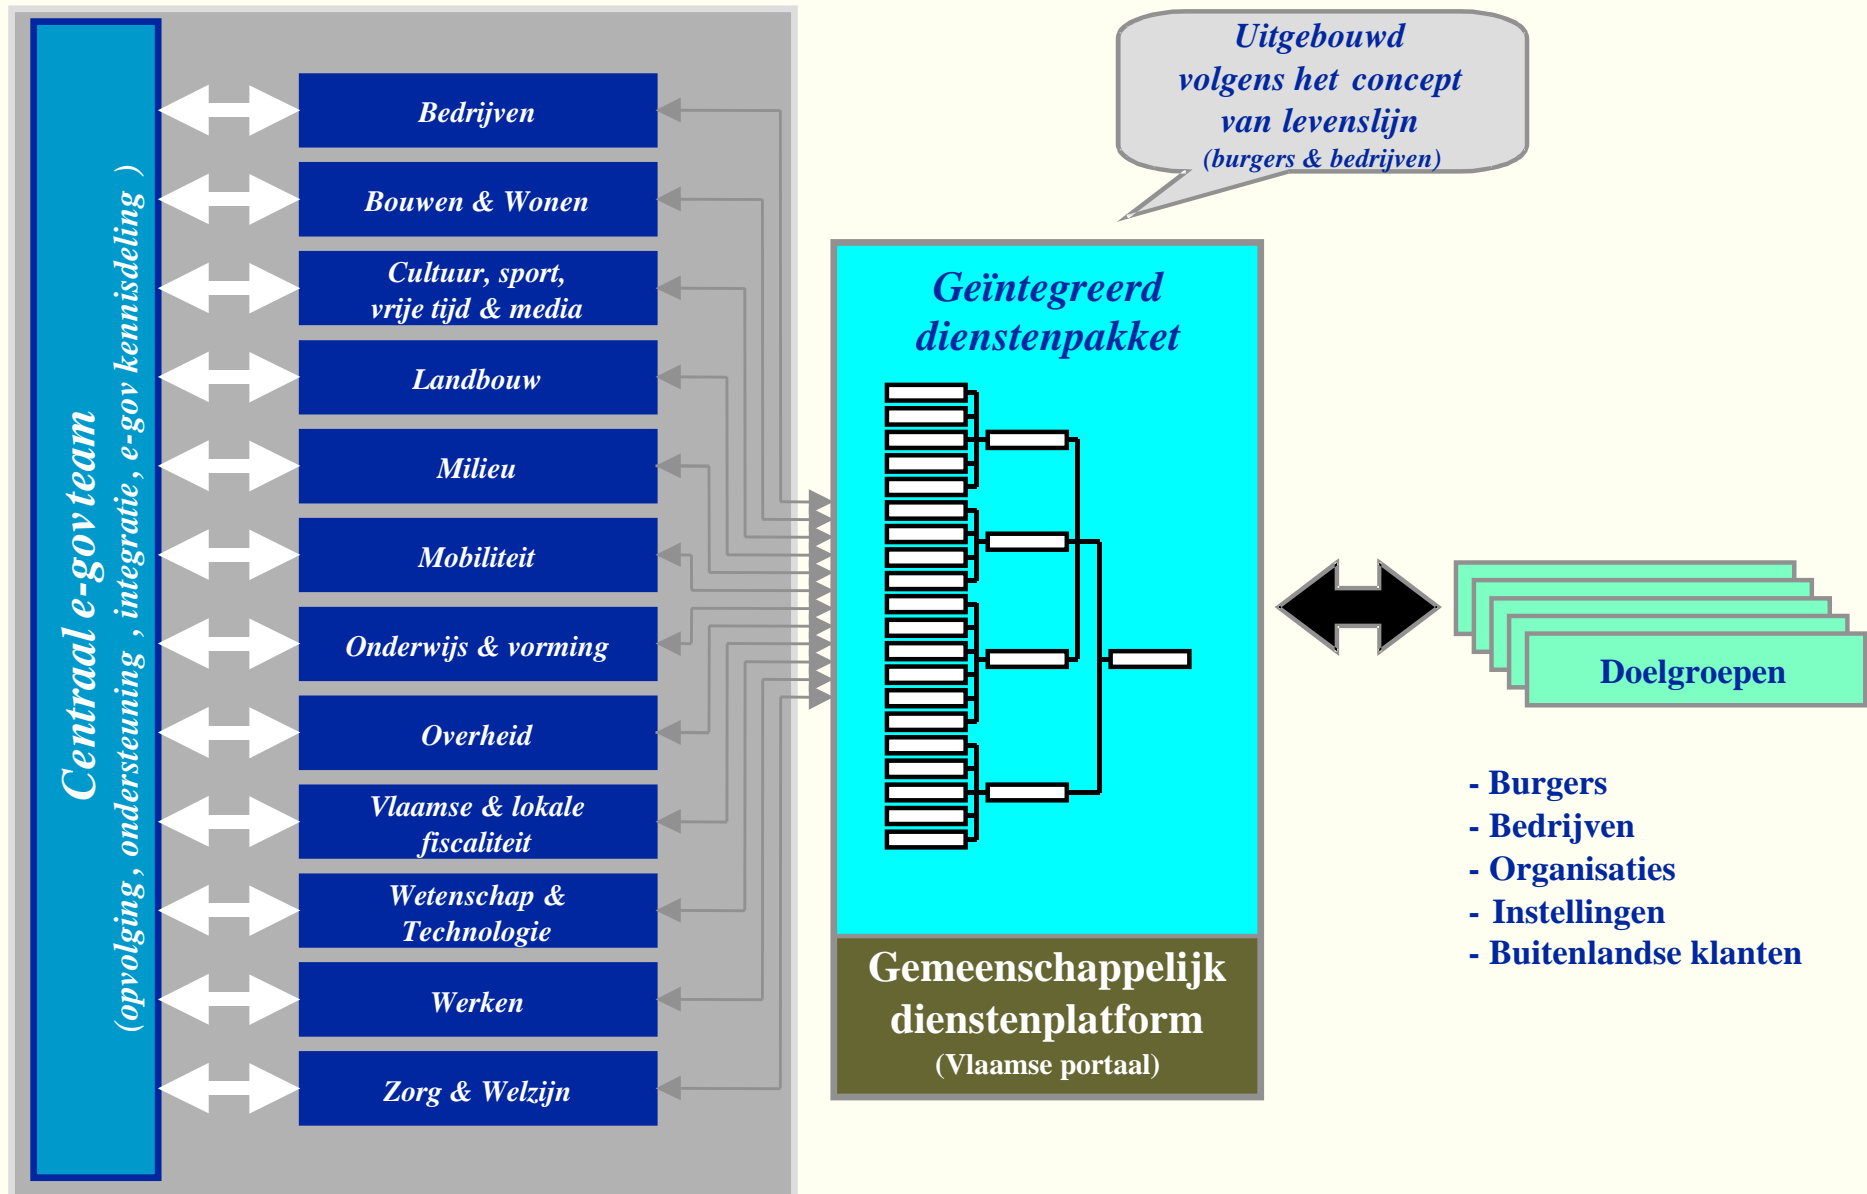 Centraal e-gov team
(opvolging, ondersteuning, integratie, e-gov kennisdeling )
Bedrijven
Bouwen & Wonen
Cultuur, sport,
vrije tijd & media
Landbouw
Milieu
Mobiliteit
Onderwijs & vorming
Overheid
Vlaamse & lokale
fiscaliteit
Wetenschap &
Technologie
Werken
Zorg & Welzijn
Uitgebouwd
volgens het concept
van levenslijn
(burgers & bedrijven)
Geïntegreerd
dienstenpakket
Gemeenschappelijk
dienstenplatform
(Vlaamse portaal)
Doelgroepen
- Burgers
- Bedrijven
- Organisaties
- Instellingen
- Buitenlandse klanten